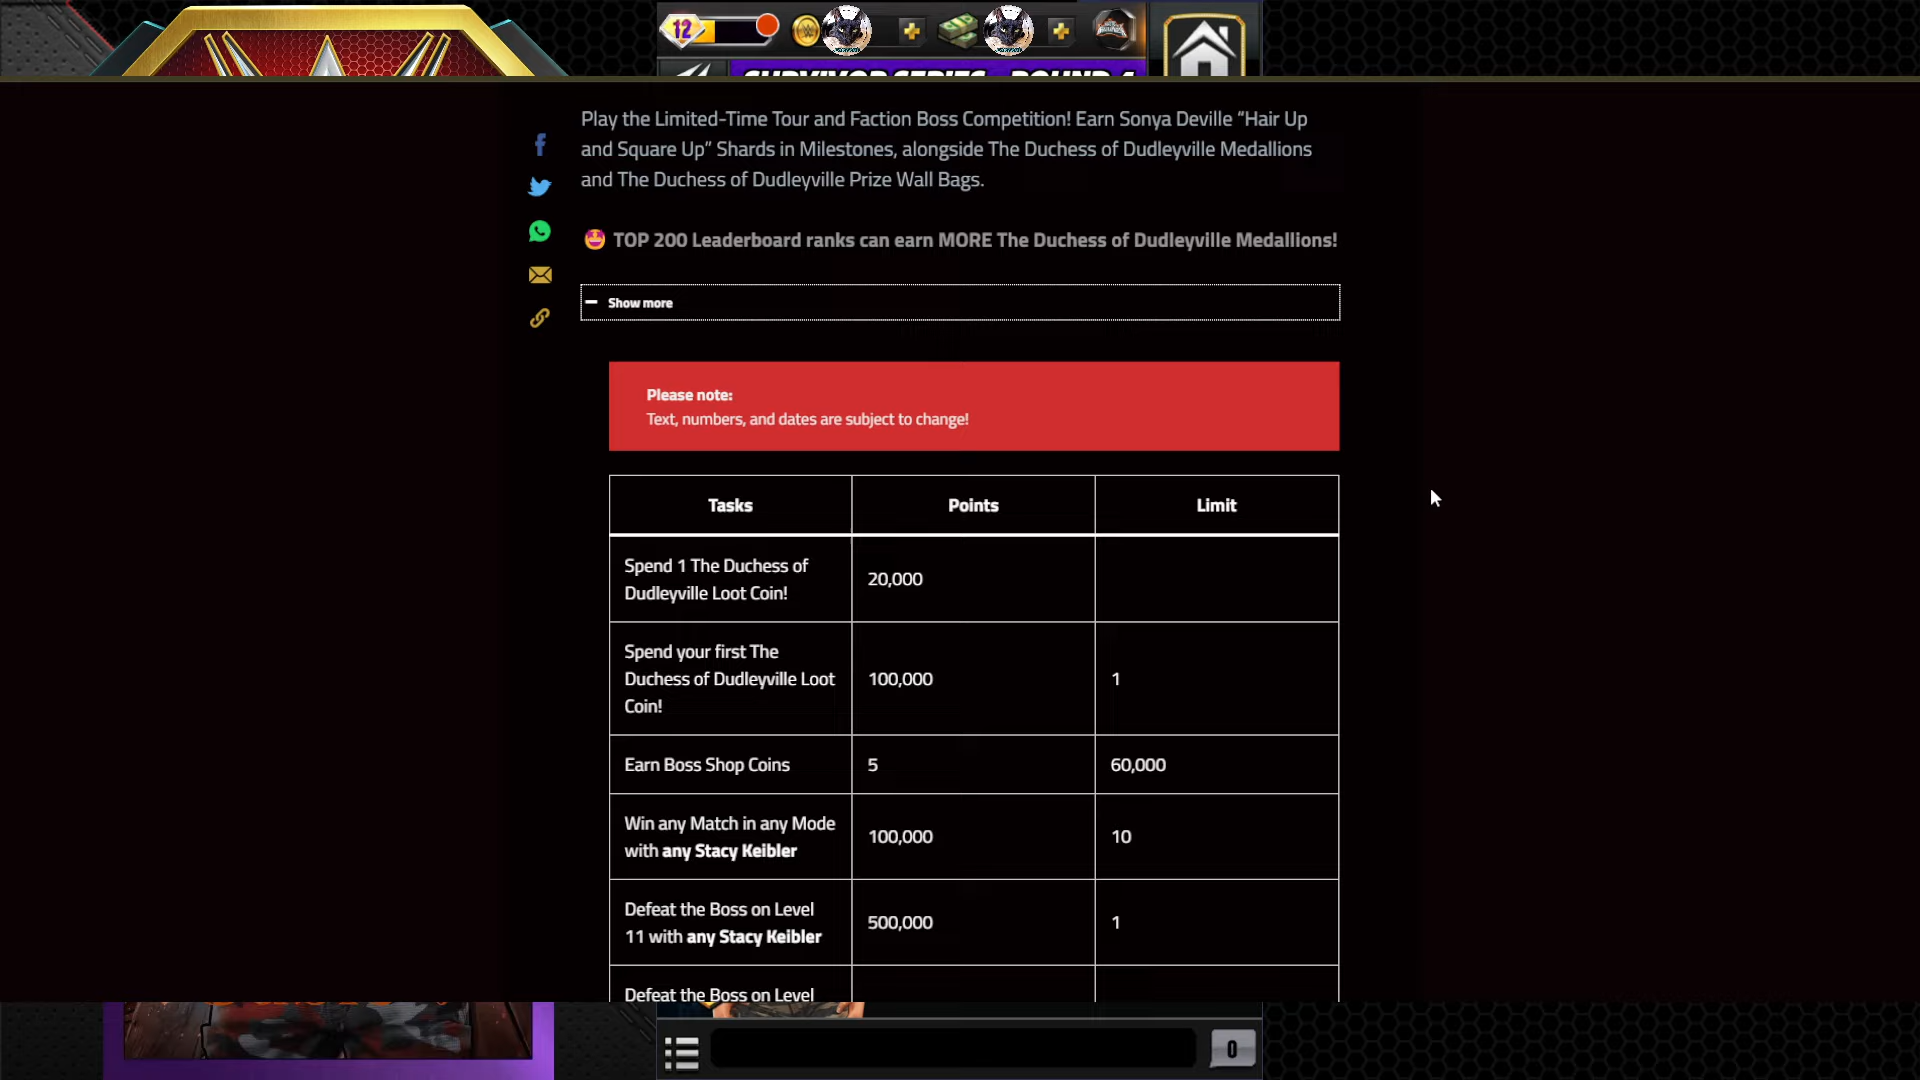 12
SURVIVOR SERIES - ROUND 4
Play the Limited-Time Tour and Faction Boss Competition! Earn Sonya Deville “Hair Up
and Square Up” Shards in Milestones, alongside The Duchess of Dudleyville Medallions
and The Duchess of Dudleyville Prize Wall Bags.
🤩 TOP 200 Leaderboard ranks can earn MORE The Duchess of Dudleyville Medallions!
Show more
Please note:
Text, numbers, and dates are subject to change!
Tasks Points Limit
Spend 1 The Duchess of
Dudleyville Loot Coin!
20,000
Spend your first The
Duchess of Dudleyville Loot
Coin!
100,000 1
Earn Boss Shop Coins 5 60,000
Win any Match in any Mode
with any Stacy Keibler
100,000 10
Defeat the Boss on Level
11 with any Stacy Keibler
500,000 1
Defeat the Boss on Level
0